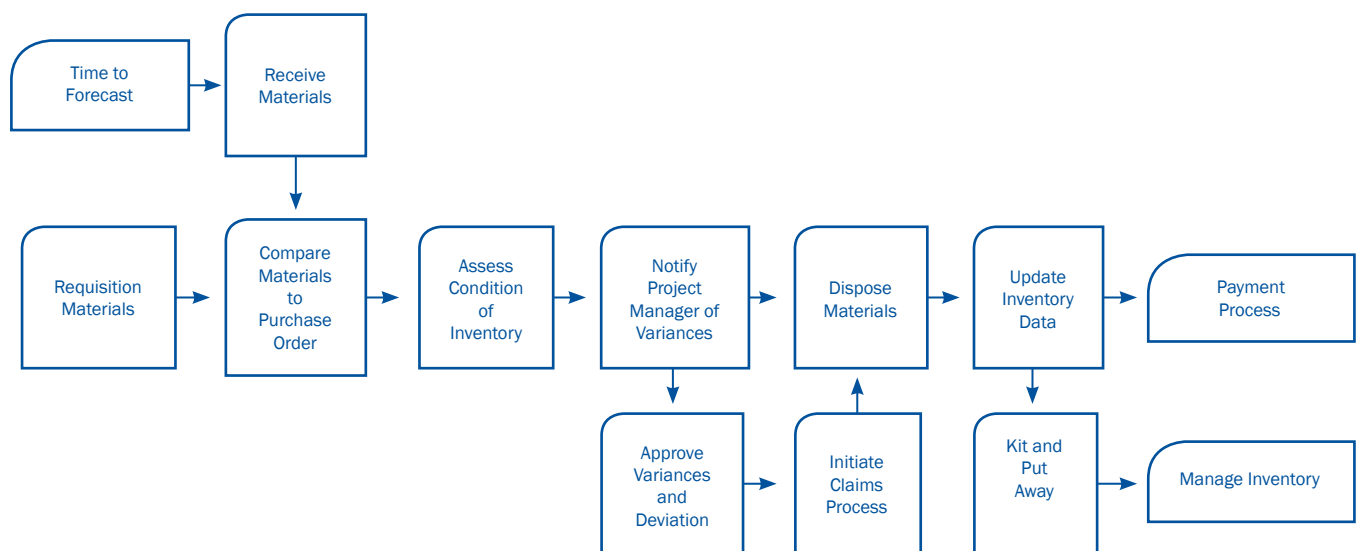 Time to
Forecast
Receive
Materials
Requisition
Materials
Compare
Materials
to
Purchase
Order
Assess
Condition
of
Inventory
Notify
Project
Manager of
Variances
Dispose
Materials
Update
Inventory
Data
Payment
Process
Approve
Variances
and
Deviation
Initiate
Claims
Process
Kit and
Put
Away
Manage Inventory